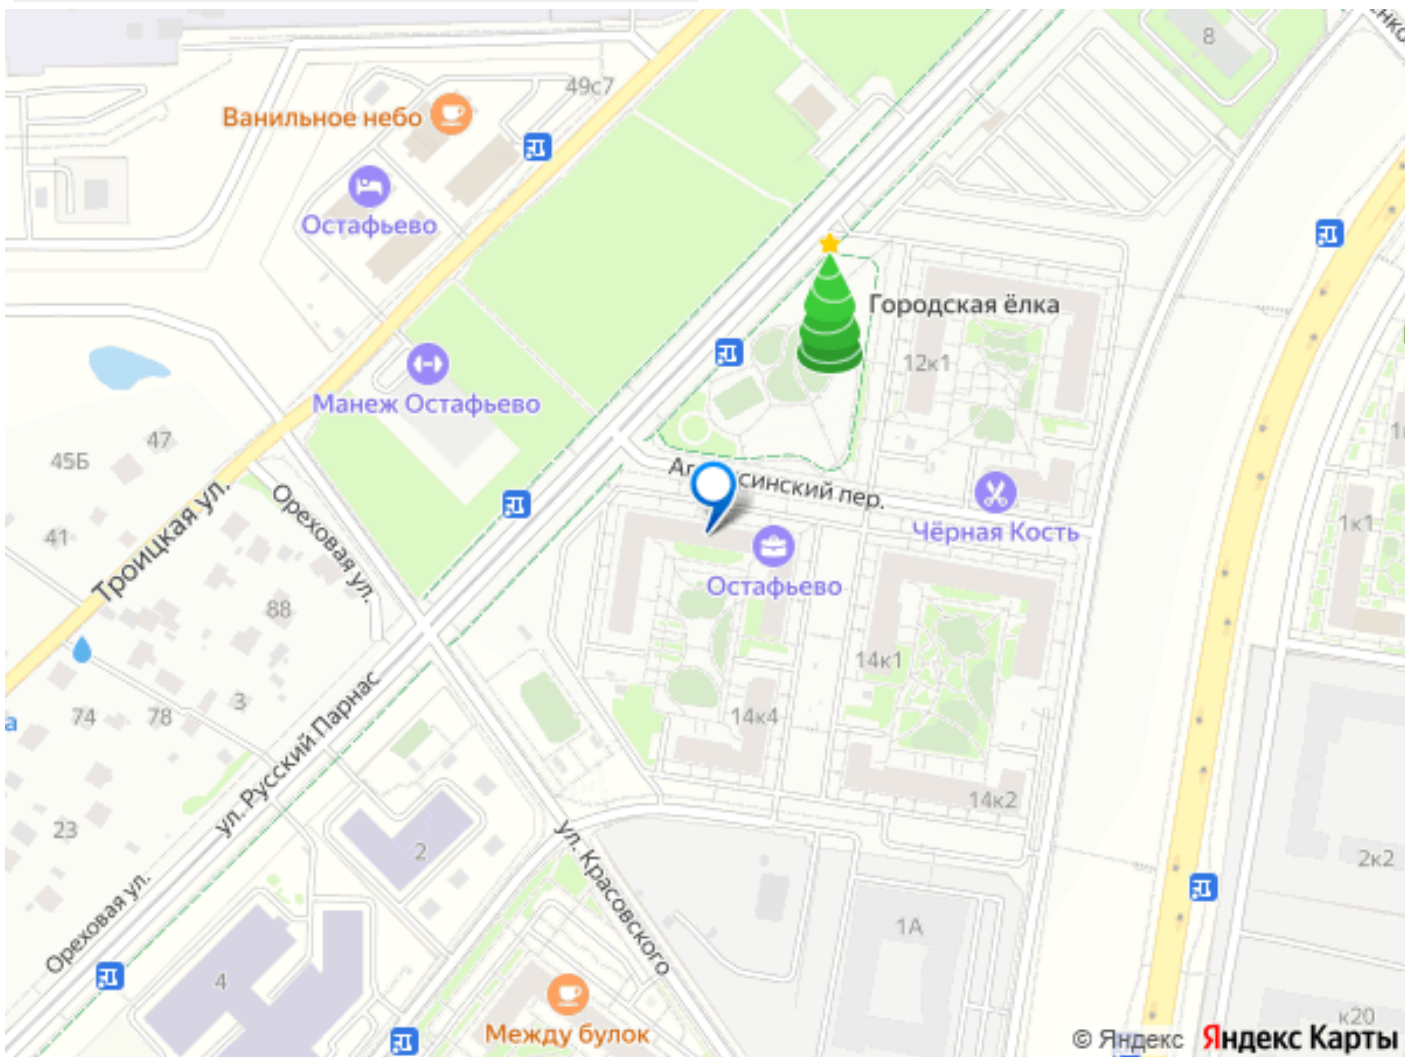 8
49с7
Ванильное небо
Остафьево
Городская ёлка
12к1
Манеж Остафьево
47
45Б
41
Троицкая ул.
Ореховая ул.
88
пер.
Чёрная Кость
1к1
Остафьево
14к1
14к4
14к2
3
74
78
23
ул. Русский Парнас
2
ул. Красовского
2к2
1А
Ореховая ул.
4
Между булок
к20
© Яндекс Яндекс Карты